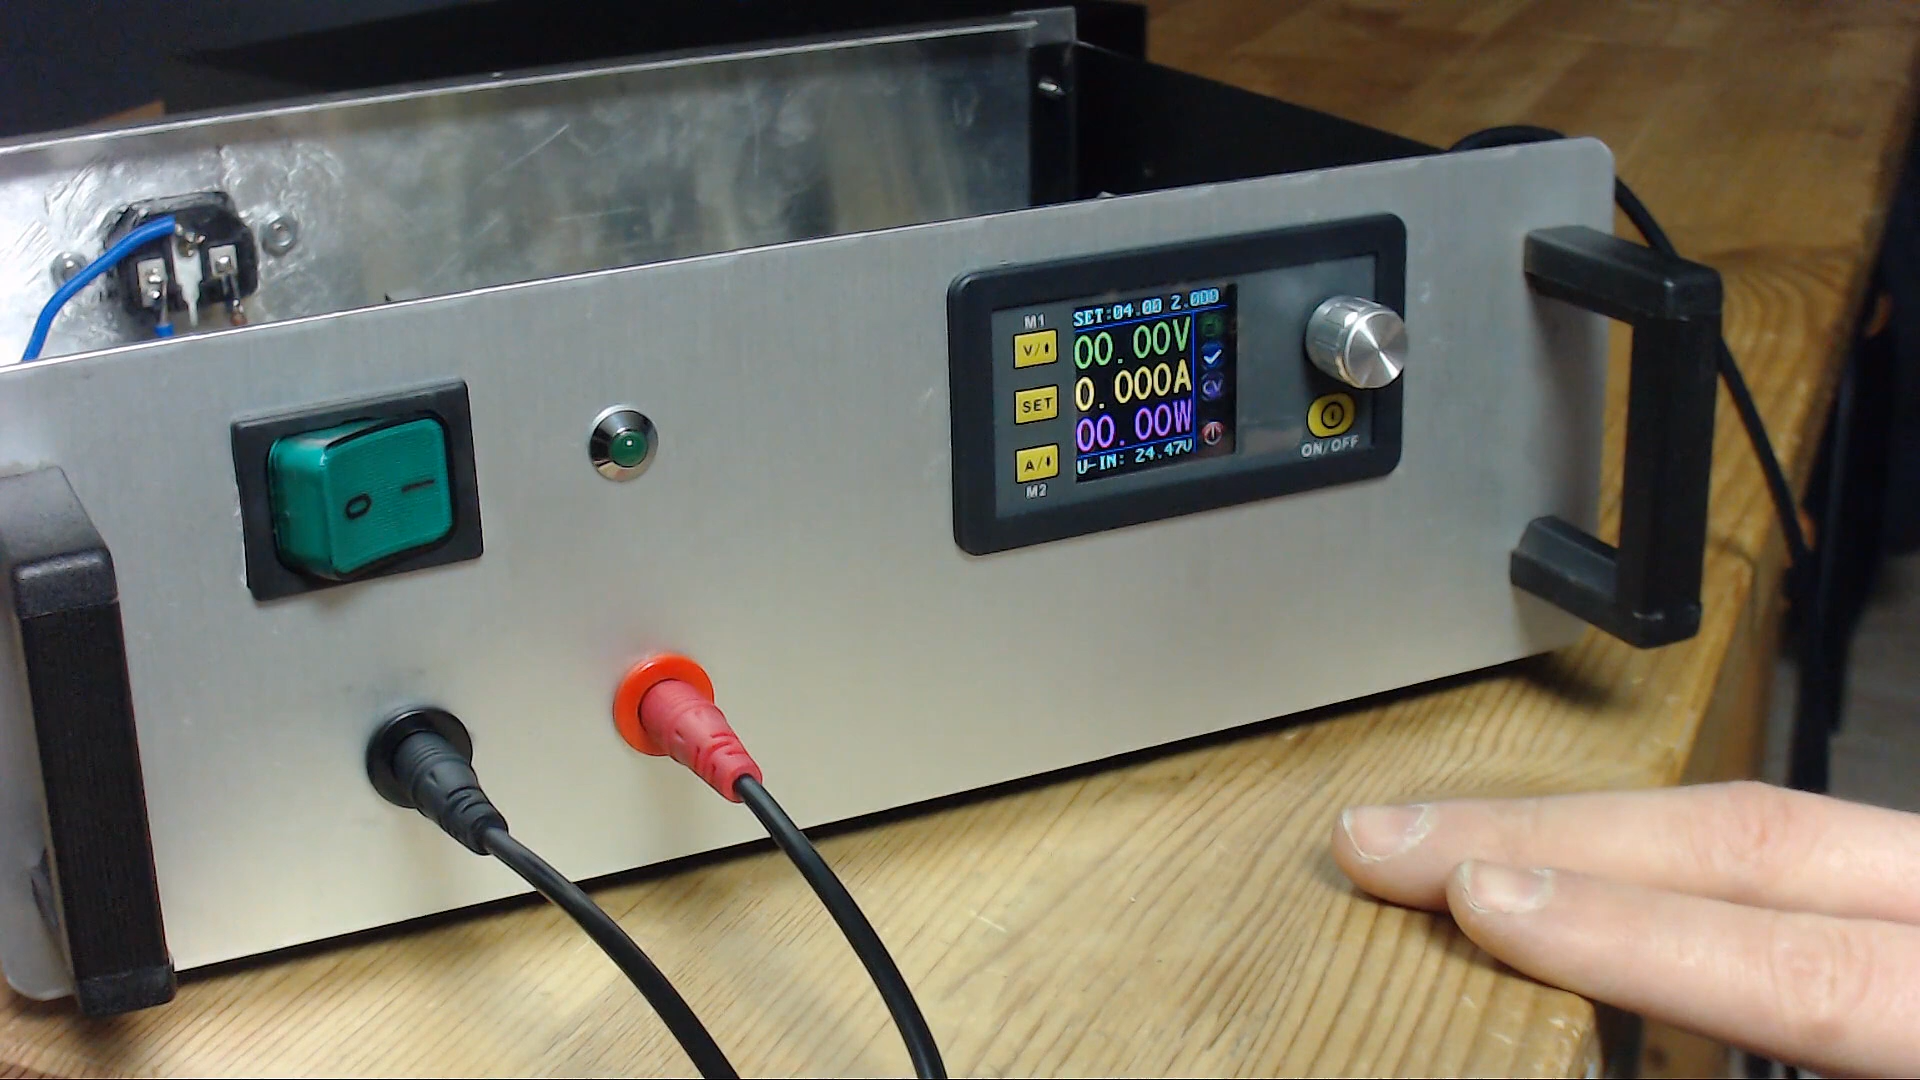 M1
V/⬆
SET
A/⬇
M2
SET:04.00 2.000
00.00V
0.000A
00.00W
U-IN: 24.47V
CV
ON/OFF
O I